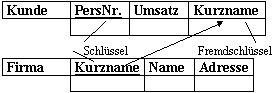 Kunde PersNr. Umsatz Kurzname
Schlüssel Fremdschlüssel
Firma Kurzname Name Adresse